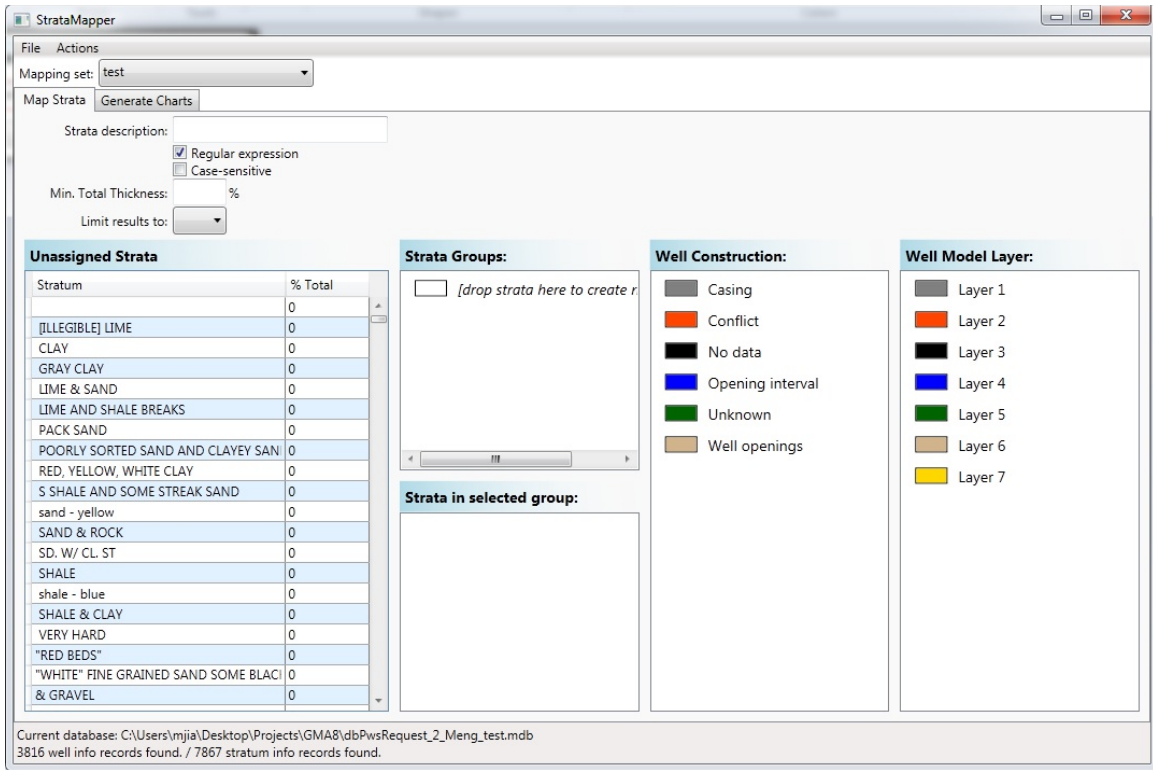 StrataMapper
File Actions
Mapping set: test
Map Strata Generate Charts
Strata description:
Regular expression
Case-sensitive
Min. Total Thickness: %
Limit results to:
Unassigned Strata
Stratum % Total
0
[ILLEGIBLE] LIME 0
CLAY 0
GRAY CLAY 0
LIME & SAND 0
LIME AND SHALE BREAKS 0
PACK SAND 0
POORLY SORTED SAND AND CLAYEY SAN 0
RED, YELLOW, WHITE CLAY 0
S SHALE AND SOME STREAK SAND 0
sand - yellow 0
SAND & ROCK 0
SD. W/ CL. ST 0
SHALE 0
shale - blue 0
SHALE & CLAY 0
VERY HARD 0
"RED BEDS" 0
"WHITE" FINE GRAINED SAND SOME BLAC 0
& GRAVEL 0
Strata Groups:
[drop strata here to create
Strata in selected group:
Well Construction:
Casing
Conflict
No data
Opening interval
Unknown
Well openings
Well Model Layer:
Layer 1
Layer 2
Layer 3
Layer 4
Layer 5
Layer 6
Layer 7
Current database: C:\Users\mjia\Desktop\Projects\GMA8\dbPwsRequest_2_Meng_test.mdb
3816 well info records found. / 7867 stratum info records found.